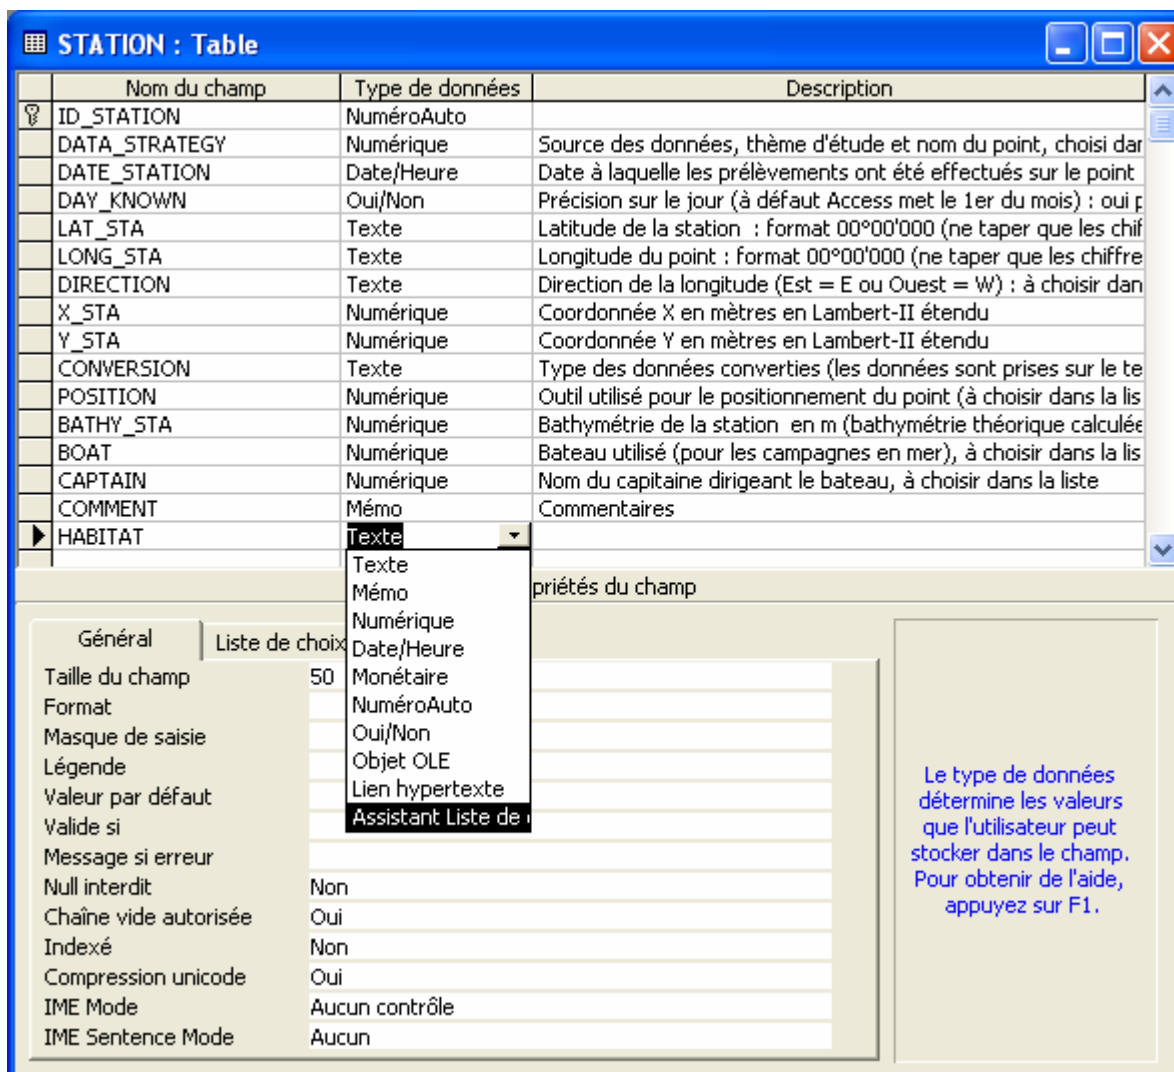 STATION : Table
Nom du champ Type de données Description
ID_STATION NuméroAuto
DATA_STRATEGY Numérique Source des données, thème d'étude et nom du point, choisi dar
DATE_STATION Date/Heure Date à laquelle les prélèvements ont été effectués sur le point
DAY_KNOWN Oui/Non Précision sur le jour (à défaut Access met le 1er du mois) : oui p
LAT_STA Texte Latitude de la station : format 00°00'000 (ne taper que les chif
LONG_STA Texte Longitude du point : format 00°00'000 (ne taper que les chiffre
DIRECTION Texte Direction de la longitude (Est = E ou Ouest = W) : à choisir dan
X_STA Numérique Coordonnée X en mètres en Lambert-II étendu
Y_STA Numérique Coordonnée Y en mètres en Lambert-II étendu
CONVERSION Texte Type des données converties (les données sont prises sur le te
POSITION Numérique Outil utilisé pour le positionnement du point (à choisir dans la lis
BATHY_STA Numérique Bathymétrie de la station en m (bathymétrie théorique calculée
BOAT Numérique Bateau utilisé (pour les campagnes en mer), à choisir dans la lis
CAPTAIN Numérique Nom du capitaine dirigeant le bateau, à choisir dans la liste
COMMENT Mémo Commentaires
HABITAT Texte
Texte
Mémo
Numérique
Date/Heure
Monétaire
NuméroAuto
Oui/Non
Objet OLE
Lien hypertexte
Assistant Liste de
priétés du champ
Général Liste de choix
Taille du champ 50
Format
Masque de saisie
Légende
Valeur par défaut
Valide si
Message si erreur
Null interdit Non
Chaîne vide autorisée Oui
Indexé Non
Compression unicode Oui
IME Mode Aucun contrôle
IME Sentence Mode Aucun
Le type de données
détermine les valeurs
que l'utilisateur peut
stocker dans le champ.
Pour obtenir de l'aide,
appuyez sur F1.